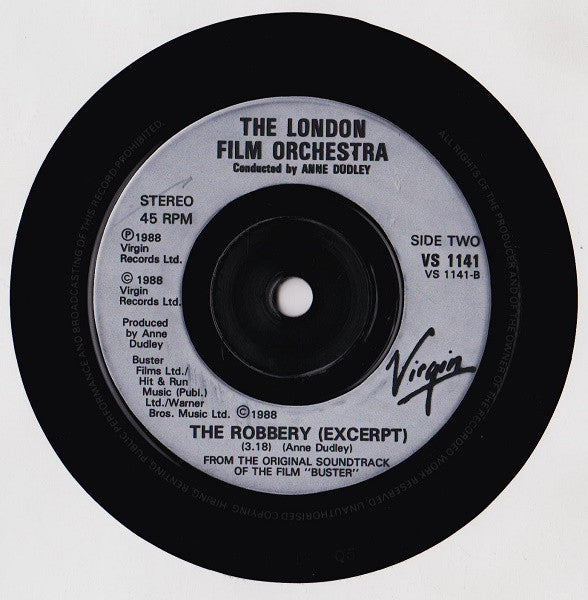 THE LONDON
FILM ORCHESTRA
Conducted by ANNE DUDLEY
STEREO
45 RPM
Ⓟ1988
Virgin
Records Ltd.
©1988
Virgin
Records Ltd.
Produced
by Anne
Dudley
Buster
Films Ltd./
Hit & Run
Music (Publ.)
Ltd./Warner
Bros. Music Ltd. ©1988
SIDE TWO
VS 1141
VS 1141-B
Virgin
THE ROBBERY (EXCERPT)
(3.18) (Anne Dudley)
FROM THE ORIGINAL SOUNDTRACK
OF THE FILM "BUSTER"
ALL RIGHTS OF THE PRODUCER AND OF THE OWNER OF THE RECORDED WORK RESERVED. UNAUTHORISED COPYING, HIRING, RENTING, PUBLIC PERFORMANCE AND BROADCASTING OF THIS RECORD PROHIBITED.